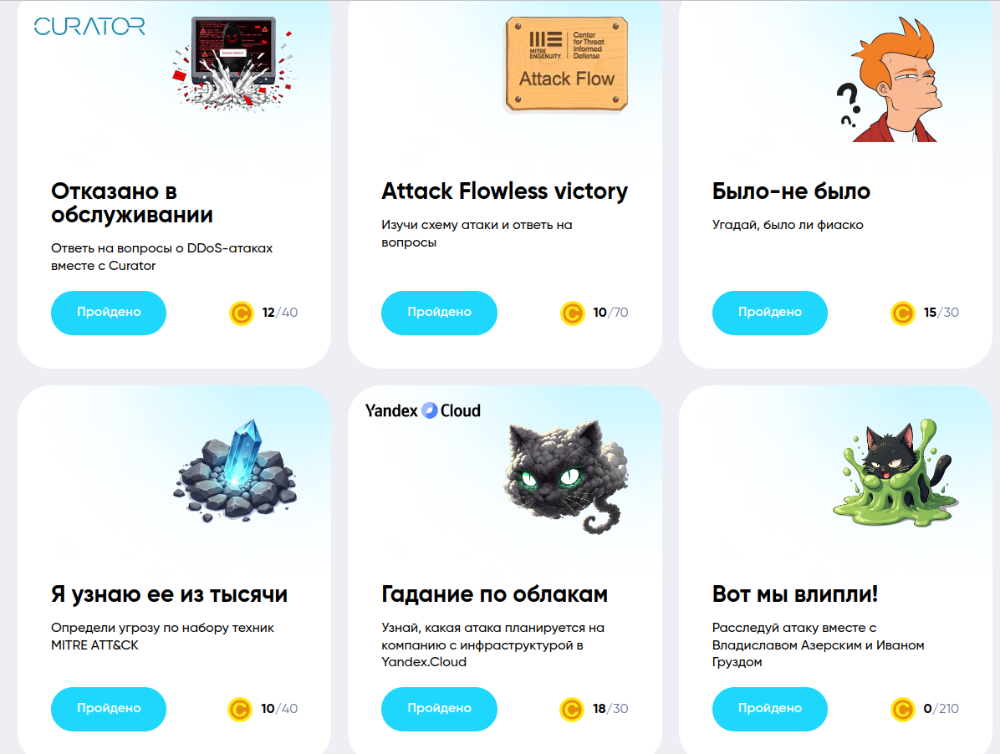 CURATOR
MITRE
ENGENUITY
Center
for Threat
Informed
Defense
Attack Flow
Отказано в
обслуживании
Ответь на вопросы о DDoS-атаках
вместе с Curator
Пройдено
12/40
Attack Flowless victory
Изучи схему атаки и ответь на
вопросы
Пройдено
10/70
Было-не было
Угадай, было ли фиаско
Пройдено
15/30
Я узнаю ее из тысячи
Определи угрозу по набору техник
MITRE ATT&CK
Пройдено
10/40
Yandex Cloud
Гадание по облакам
Узнай, какая атака планируется на
компанию с инфраструктурой в
Yandex.Cloud
Пройдено
18/30
Вот мы влипли!
Расследуй атаку вместе с
Владиславом Азерским и Иваном
Груздом
Пройдено
0/210